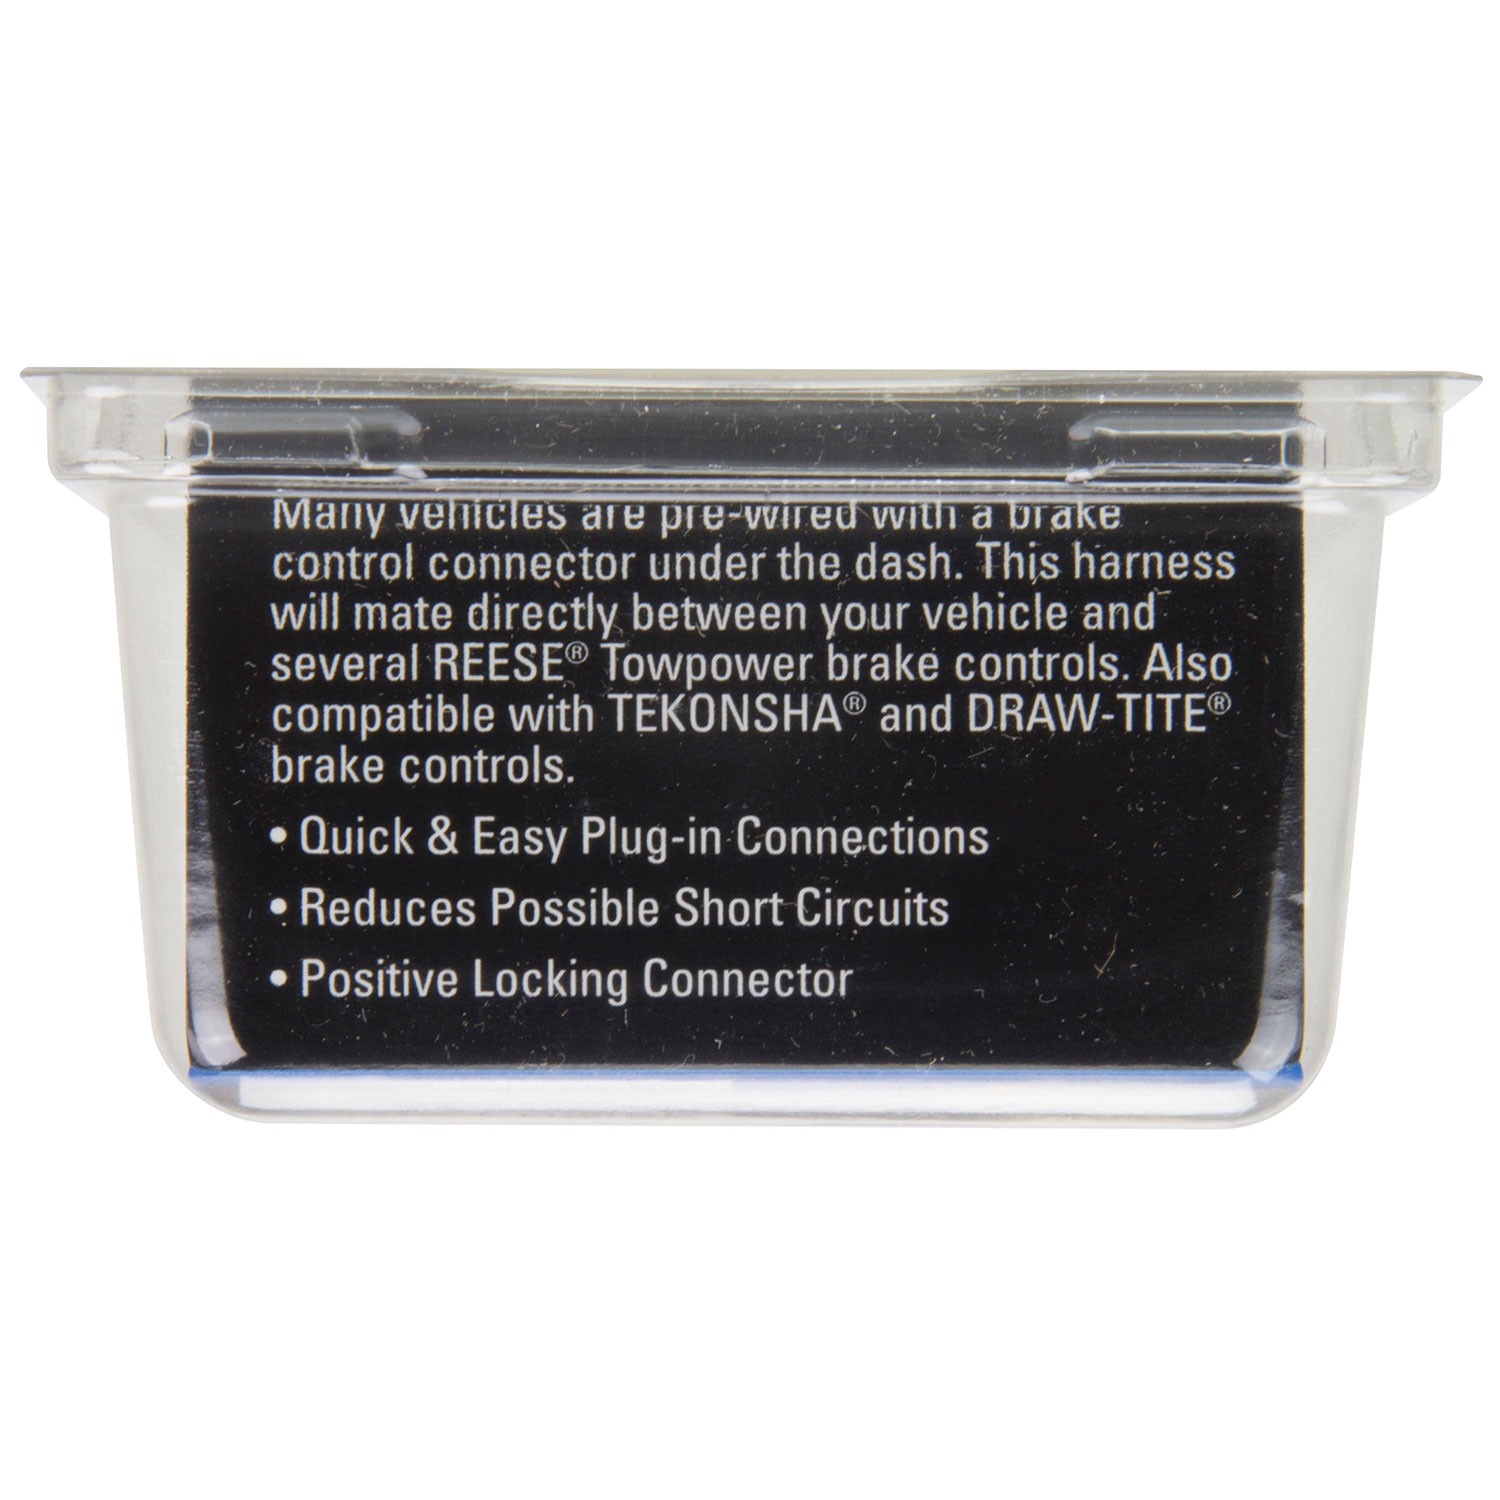 Many vehicles are pre-wired with a brake
control connector under the dash. This harness
will mate directly between your vehicle and
several REESE® Towpower brake controls. Also
compatible with TEKONSHA® and DRAW-TITE®
brake controls.
• Quick & Easy Plug-in Connections
• Reduces Possible Short Circuits
• Positive Locking Connector